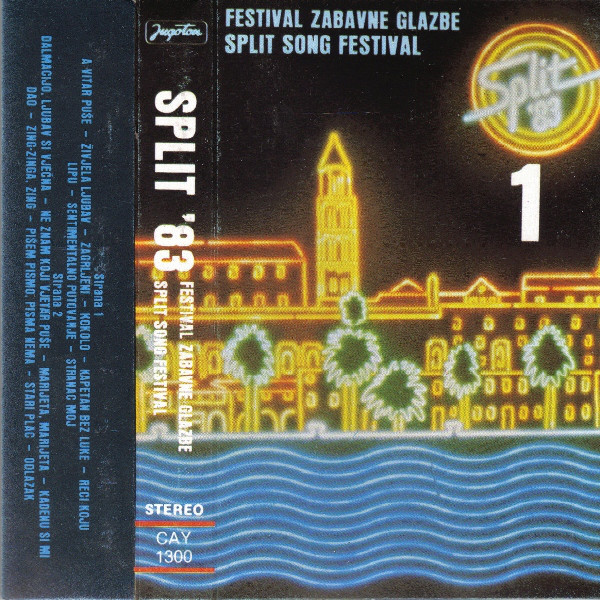 Strana 1
A VITAR PUŠE – ŽIVJELA LJUBAV – ZAGRLJENI – KOKOLO – KAPETAN BEZ LUKE – RECI KOJU
LIPU – SENTIMENTALNO PUTOVANJE – STRANAC MOJ
Strana 2
DALMACIJO, LJUBAV SI VJEČNA – NE ZNAM KOJI VJETAR PUŠE – MARIJETA, MARIJETA – KADENU SI MI
DAO – ZING-ZINGA, ZING – PIŠEM PISMO, PISMA NEMA – STARI PLAC – ODLAZAK
Jugoton
SPLIT '83
FESTIVAL ZABAVNE GLAZBE
SPLIT SONG FESTIVAL
STEREO
CAY
1300
FESTIVAL ZABAVNE GLAZBE
SPLIT SONG FESTIVAL
Split
'83
1